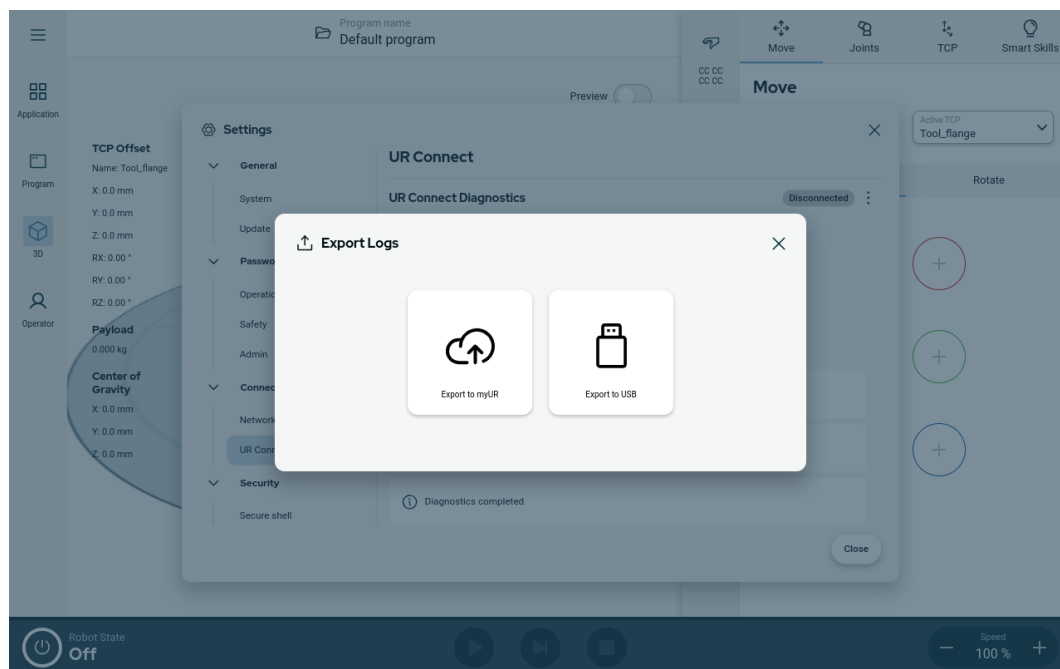 Program name
Default program
Move
Joints
TCP
Smart Skills
CC CC
CC CC
Application
Preview
Move
Settings
Active TCP
Tool_flange
TCP Offset
Name: Tool_flange
UR Connect
General
Program
X: 0.0 mm
System
UR Connect Diagnostics
Disconnected
Rotate
Y: 0.0 mm
Update
Z: 0.0 mm
Export Logs
3D
RX: 0.00 °
Passwo
RY: 0.00 °
Operatio
RZ: 0.00 °
Operator
Safety
Payload
0.000 kg
Admin
Center of
Gravity
Connec
Export to myUR
Export to USB
X: 0.0 mm
Network
Y: 0.0 mm
UR Conn
Z: 0.0 mm
Security
Diagnostics completed
Secure shell
Close
Robot State
Off
Speed
100 %